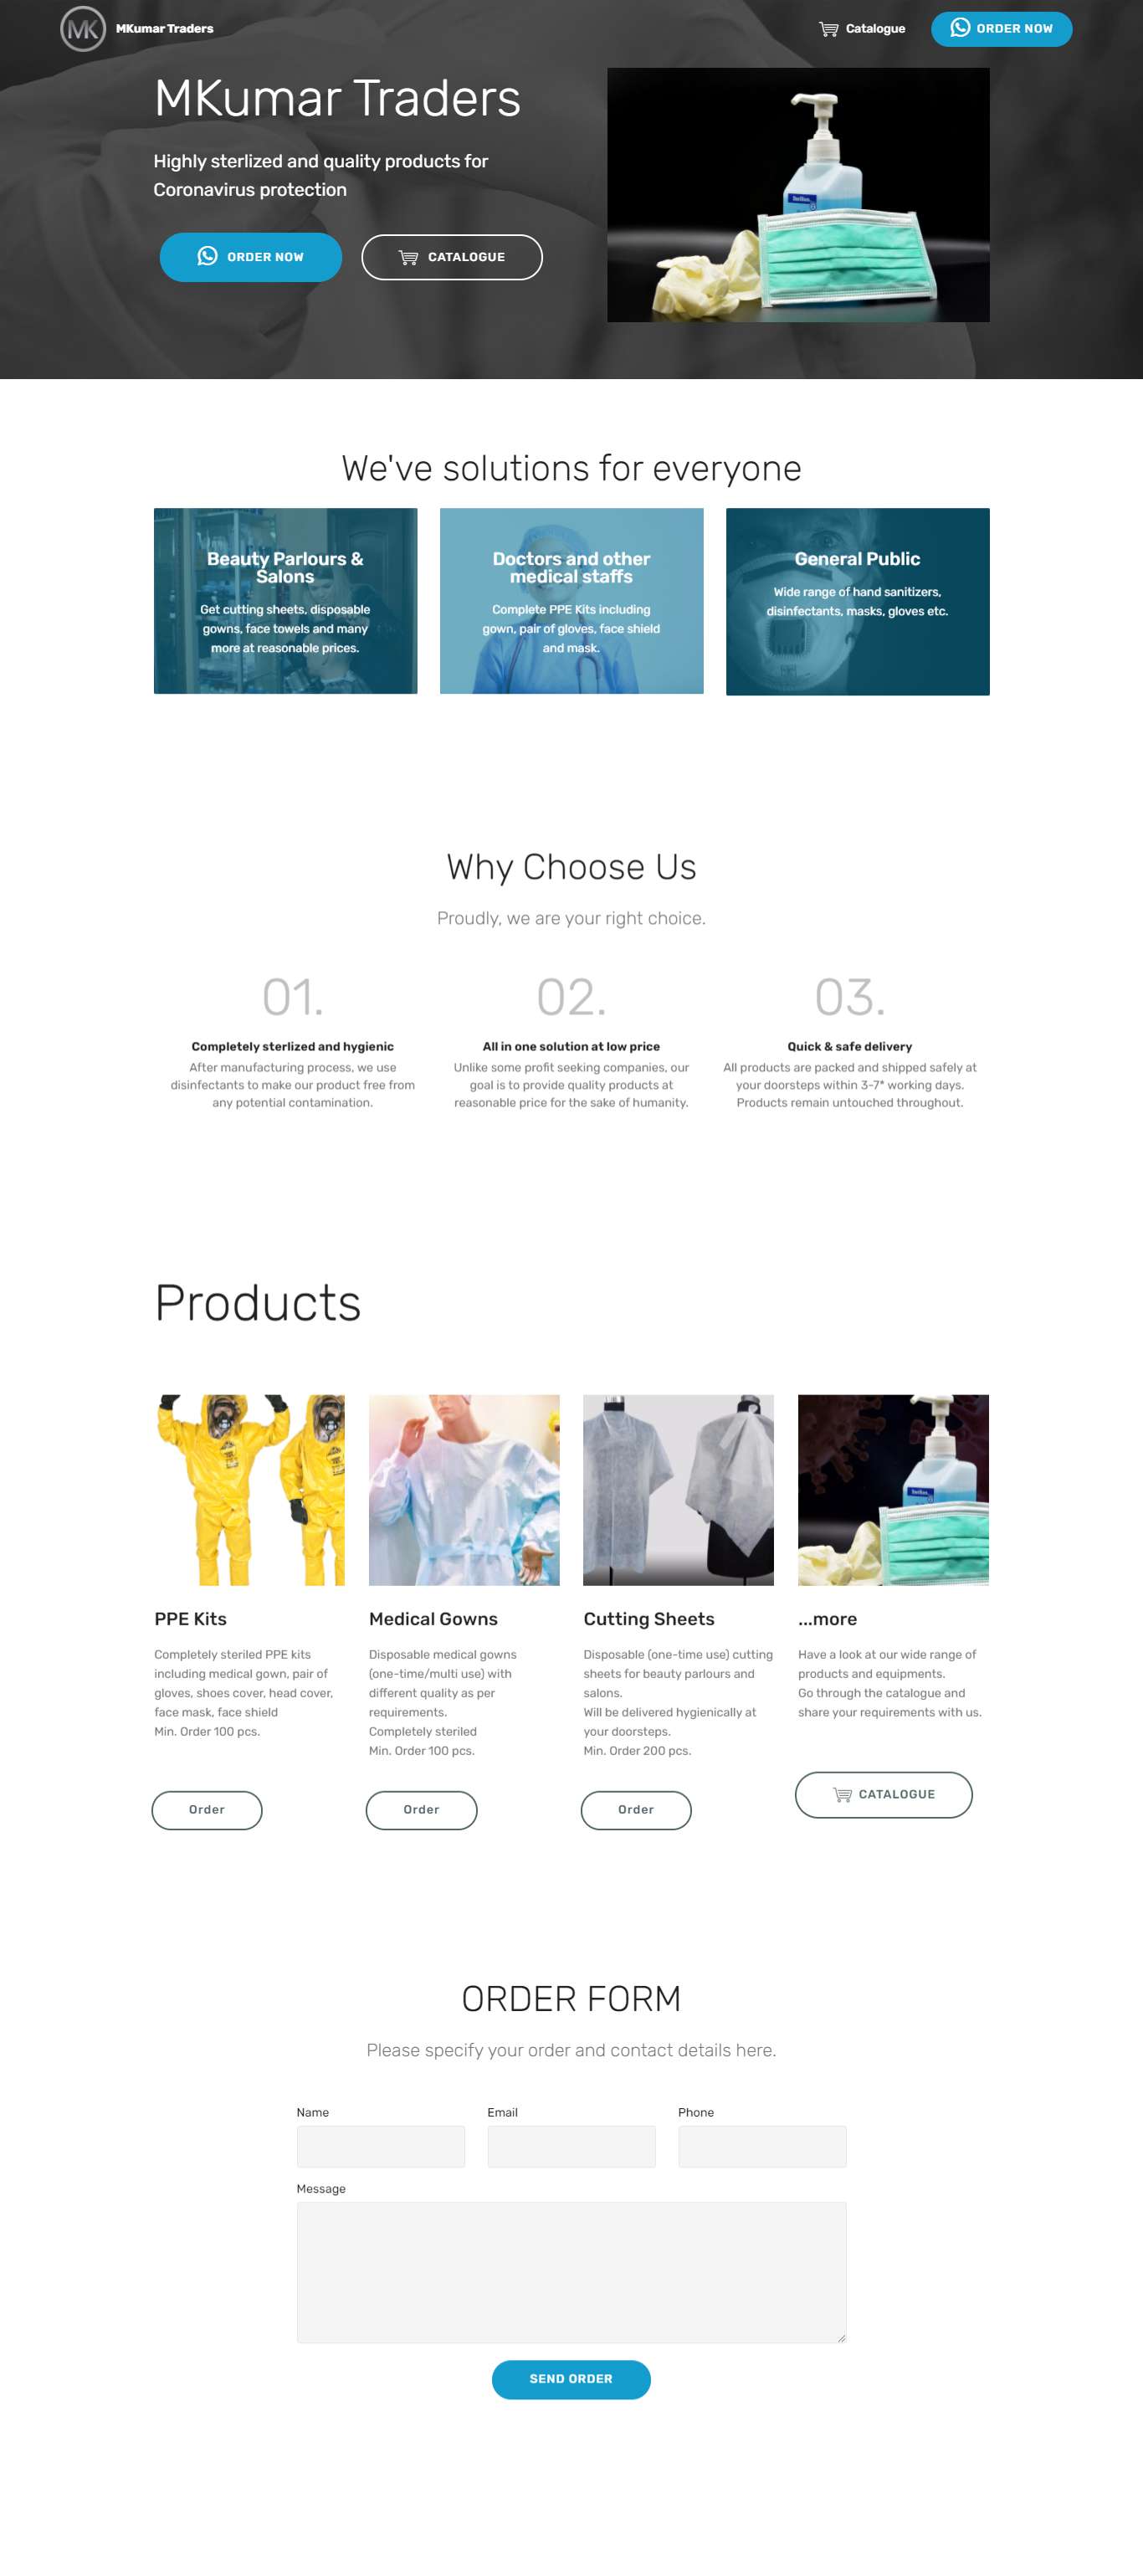 MK
MKumar Traders
Catalogue
ORDER NOW
MKumar Traders
Highly sterlized and quality products for
Coronavirus protection
ORDER NOW
CATALOGUE
We've solutions for everyone
Beauty Parlours &
Salons
Get cutting sheets, disposable
gowns, face towels and many
more at reasonable prices.
Doctors and other
medical staffs
Complete PPE Kits including
gown, pair of gloves, face shield
and mask.
General Public
Wide range of hand sanitizers,
disinfectants, masks, gloves etc.
Why Choose Us
Proudly, we are your right choice.
01.
Completely sterlized and hygienic
After manufacturing process, we use
disinfectants to make our product free from
any potential contamination.
02.
All in one solution at low price
Unlike some profit seeking companies, our
goal is to provide quality products at
reasonable price for the sake of humanity.
03.
Quick & safe delivery
All products are packed and shipped safely at
your doorsteps within 3-7* working days.
Products remain untouched throughout.
Products
PPE Kits
Completely steriled PPE kits
including medical gown, pair of
gloves, shoes cover, head cover,
face mask, face shield
Min. Order 100 pcs.
Order
Medical Gowns
Disposable medical gowns
(one-time/multi use) with
different quality as per
requirements.
Completely steriled
Min. Order 100 pcs.
Order
Cutting Sheets
Disposable (one-time use) cutting
sheets for beauty parlours and
salons.
Will be delivered hygienically at
your doorsteps.
Min. Order 200 pcs.
Order
...more
Have a look at our wide range of
products and equipments.
Go through the catalogue and
share your requirements with us.
CATALOGUE
ORDER FORM
Please specify your order and contact details here.
Name
Email
Phone
Message
SEND ORDER